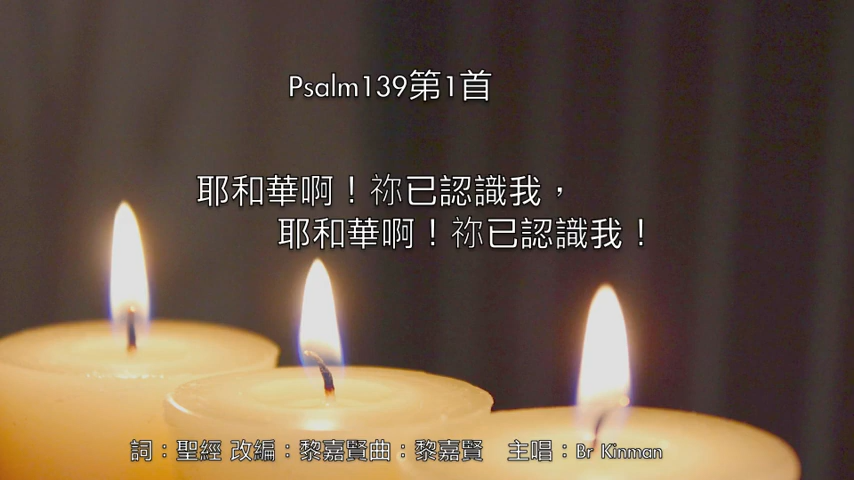 Psalm139第1首
耶和華啊！祢已認識我，
耶和華啊！祢已認識我！
詞：聖經 改編：黎嘉賢曲：黎嘉賢 主唱：Br Kinman